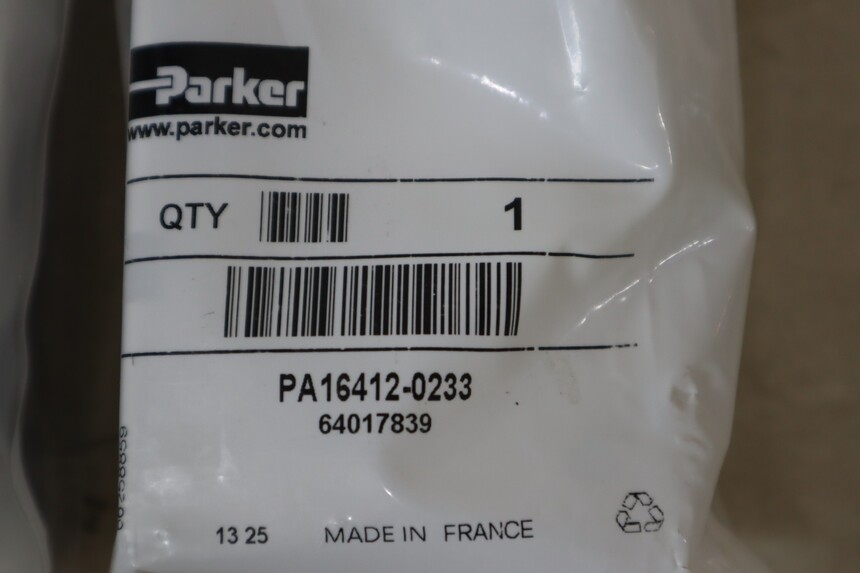 Parker
www.parker.com
QTY 1
PA16412-0233
64017839
13 25 MADE IN FRANCE